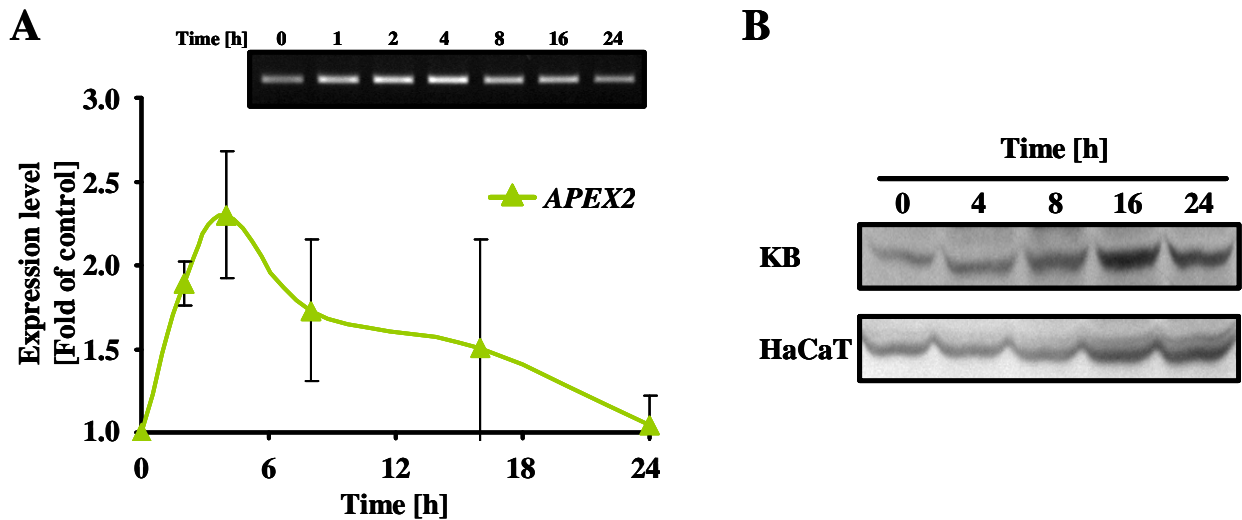 A
Time [h] 0 1 2 4 8 16 24
3.0
2.5
2.0
1.5
1.0
Expression level
[Fold of control]
APEX2
0 6 12 18 24
Time [h]
B
Time [h]
0 4 8 16 24
KB
HaCaT